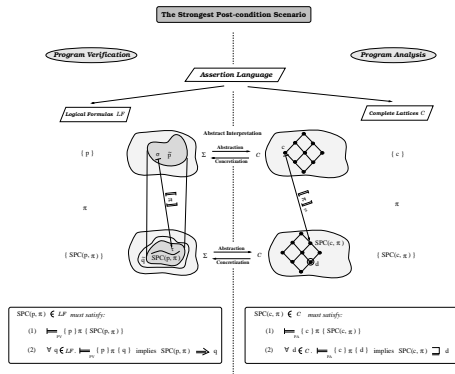 The Strongest Post-condition Scenario
Program Verification
Program Analysis
Assertion Language
Logical Formulas LF
Complete Lattices C
Abstract Interpretation
{ p }
σ
p̃
Σ
Abstraction
Concretization
C
c
{ c }
π
[[π]]
[[π]]
π
{ SPC(p, π) }
q̃
SPC(p, π)
Σ
Abstraction
Concretization
C
SPC(c, π)
d
{ SPC(c, π) }
SPC(p, π) ∈ LF must satisfy:
(1) ⊨PV { p } π { SPC(p, π) }
(2) ∀ q ∈ LF . ⊨PV { p } π { q } implies SPC(p, π) ⟹ q
SPC(c, π) ∈ C must satisfy:
(1) ⊨PA { c } π { SPC(c, π) }
(2) ∀ d ∈ C . ⊨PA { c } π { d } implies SPC(c, π) ⊒ d